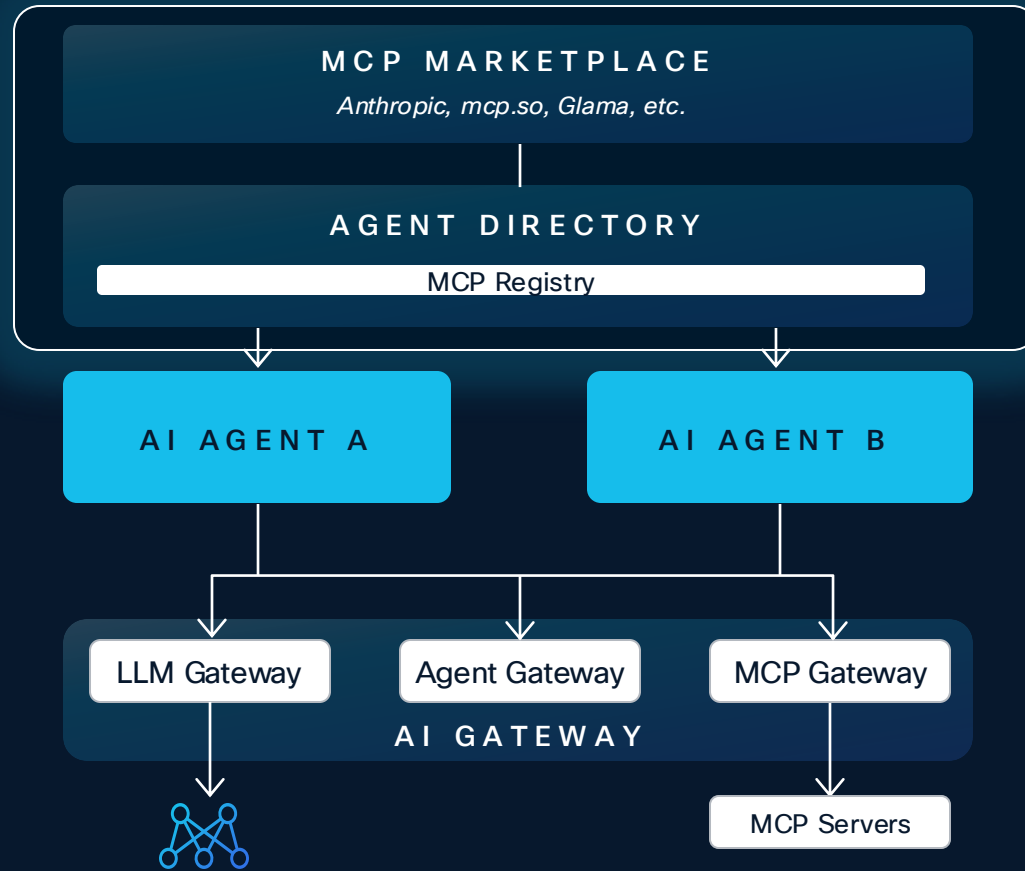 MCP MARKETPLACE
Anthropic, mcp.so, Glama, etc.
AGENT DIRECTORY
MCP Registry
AI AGENT A
AI AGENT B
LLM Gateway
Agent Gateway
MCP Gateway
AI GATEWAY
MCP Servers